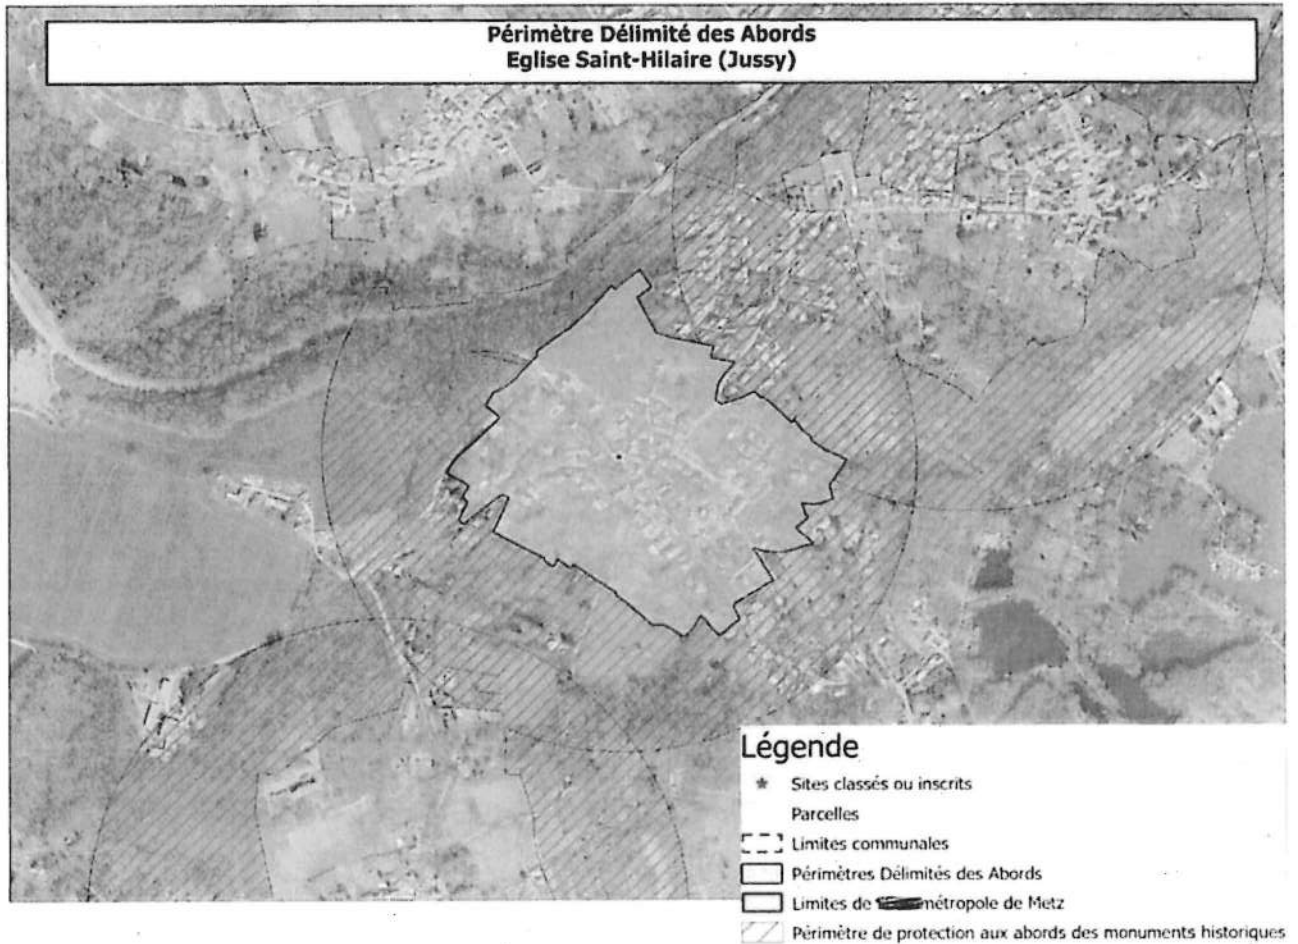 Périmètre Délimité des Abords
Eglise Saint-Hilaire (Jussy)
Légende
Sites classés ou inscrits
Parcelles
Limites communales
Périmètres Délimités des Abords
Limites de métropole de Metz
Périmètre de protection aux abords des monuments historiques